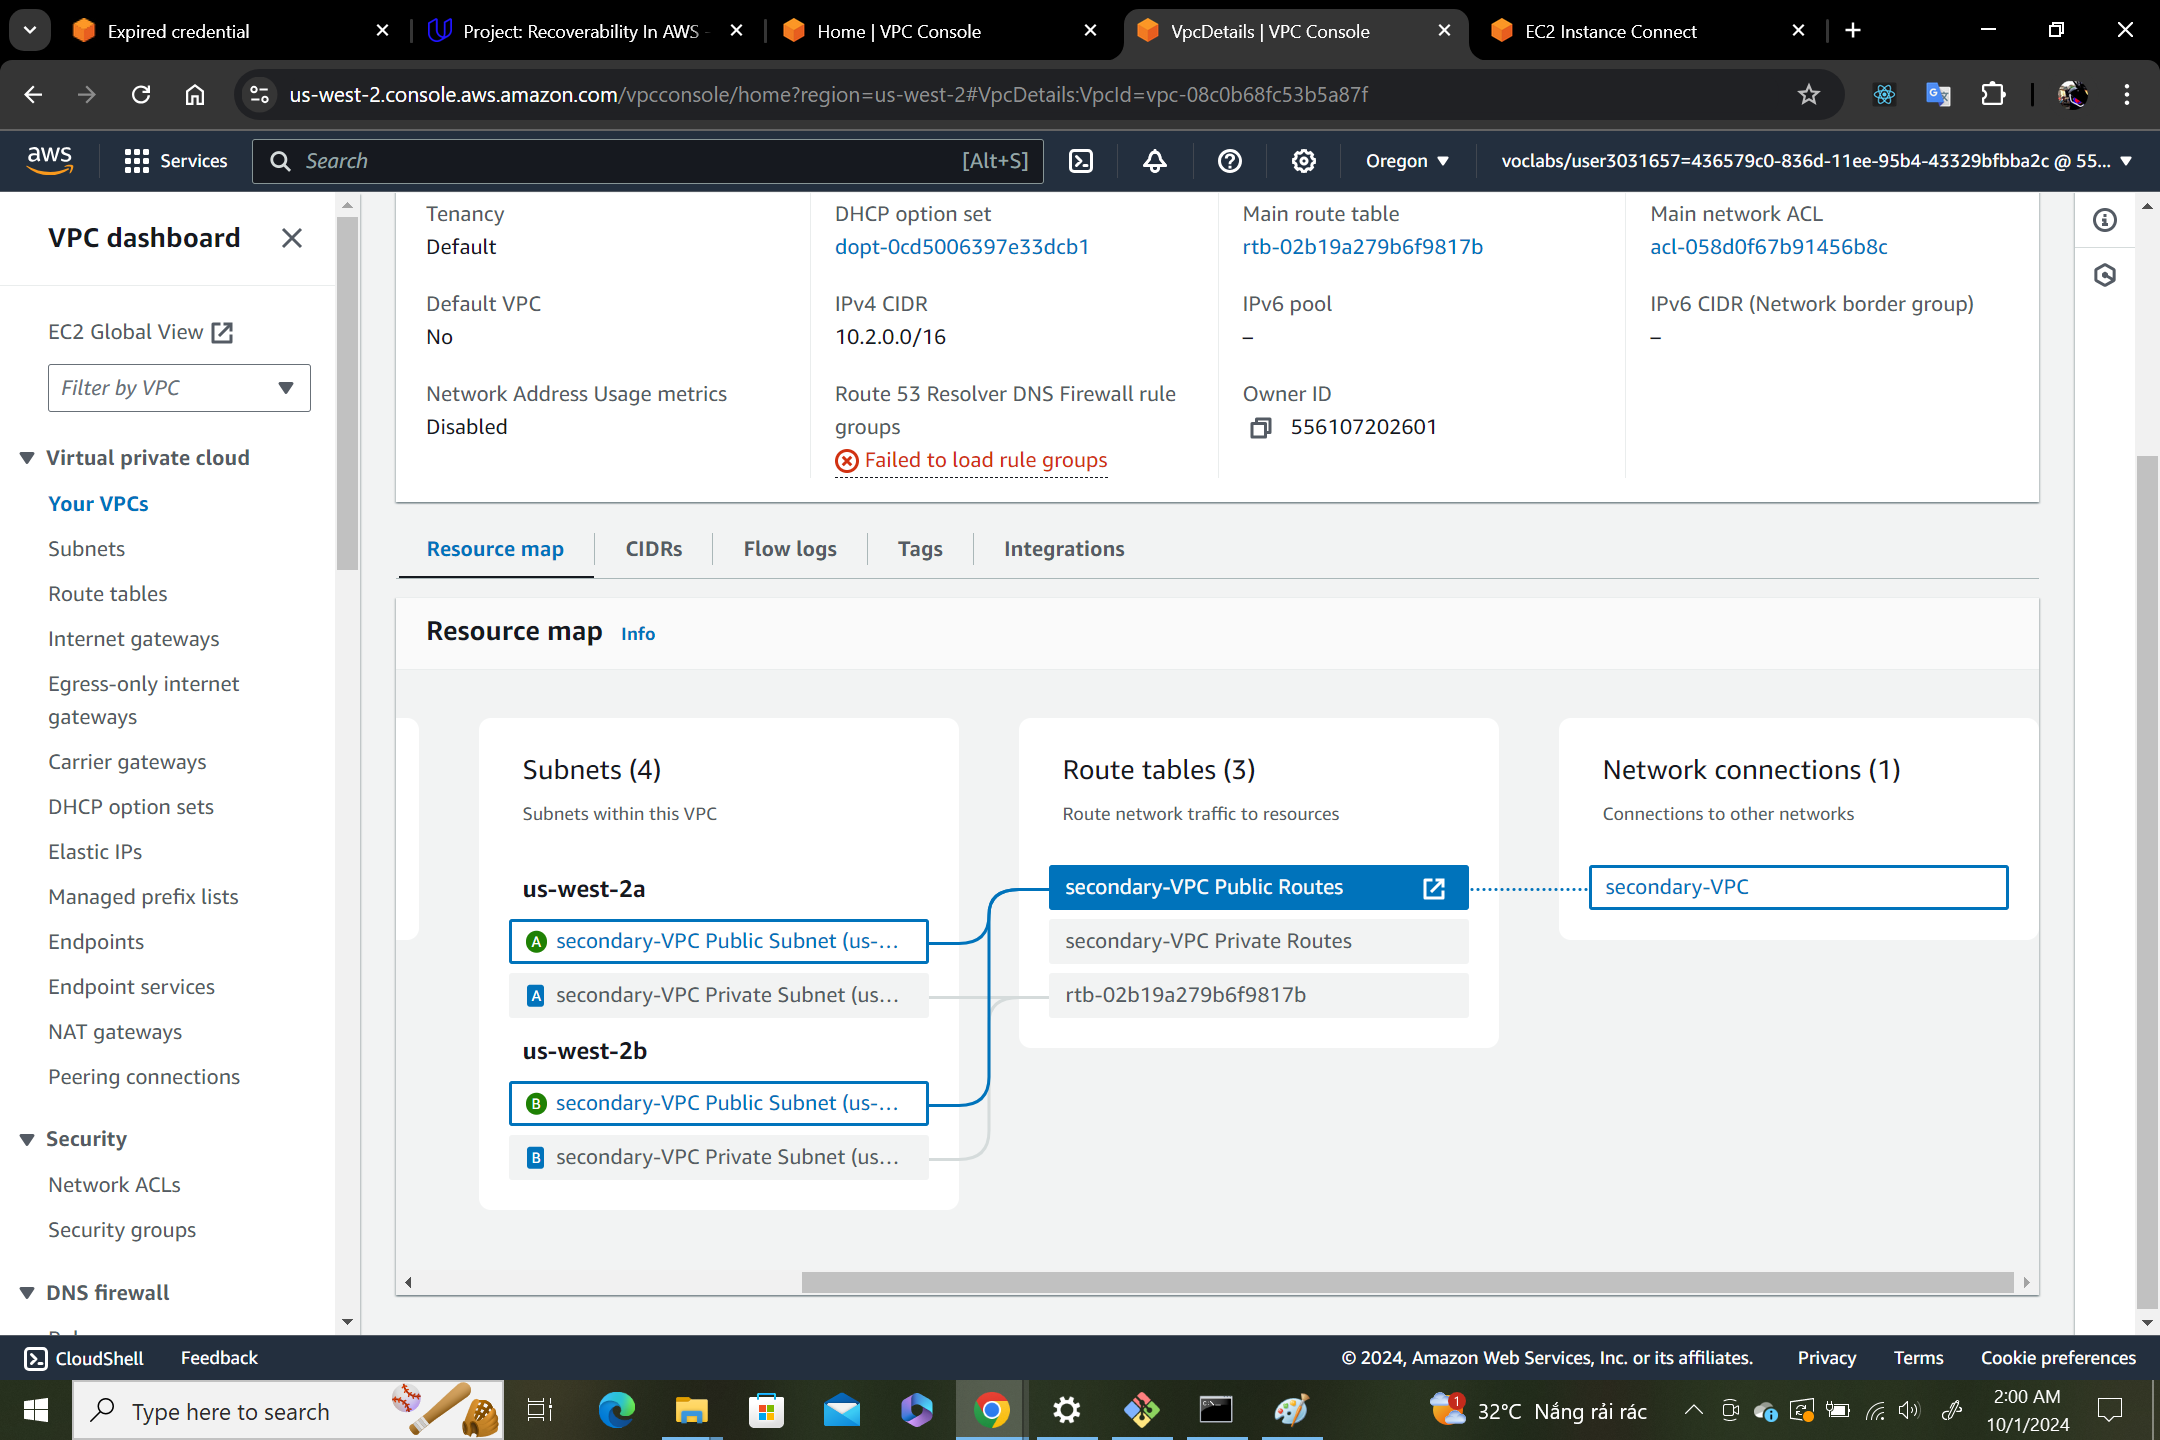 Expired credential
Project: Recoverability In AWS -
Home | VPC Console
VpcDetails | VPC Console
EC2 Instance Connect
us-west-2.console.aws.amazon.com/vpcconsole/home?region=us-west-2#VpcDetails:VpcId=vpc-08c0b68fc53b5a87f
aws
Services
Search
[Alt+S]
Oregon
voclabs/user3031657=436579c0-836d-11ee-95b4-43329bfbba2c @ 55...
VPC dashboard
EC2 Global View
Filter by VPC
Virtual private cloud
Your VPCs
Subnets
Route tables
Internet gateways
Egress-only internet
gateways
Carrier gateways
DHCP option sets
Elastic IPs
Managed prefix lists
Endpoints
Endpoint services
NAT gateways
Peering connections
Security
Network ACLs
Security groups
DNS firewall
Tenancy
Default
DHCP option set
dopt-0cd5006397e33dcb1
Main route table
rtb-02b19a279b6f9817b
Main network ACL
acl-058d0f67b91456b8c
Default VPC
No
IPv4 CIDR
10.2.0.0/16
IPv6 pool
–
IPv6 CIDR (Network border group)
–
Network Address Usage metrics
Disabled
Route 53 Resolver DNS Firewall rule
groups
Failed to load rule groups
Owner ID
556107202601
Resource map
CIDRs
Flow logs
Tags
Integrations
Resource map Info
Subnets (4)
Subnets within this VPC
us-west-2a
A secondary-VPC Public Subnet (us-...
A secondary-VPC Private Subnet (us...
us-west-2b
B secondary-VPC Public Subnet (us-...
B secondary-VPC Private Subnet (us...
Route tables (3)
Route network traffic to resources
secondary-VPC Public Routes
secondary-VPC Private Routes
rtb-02b19a279b6f9817b
Network connections (1)
Connections to other networks
secondary-VPC
CloudShell
Feedback
© 2024, Amazon Web Services, Inc. or its affiliates.
Privacy
Terms
Cookie preferences
Type here to search
1
32°C Nắng rải rác
2:00 AM
10/1/2024